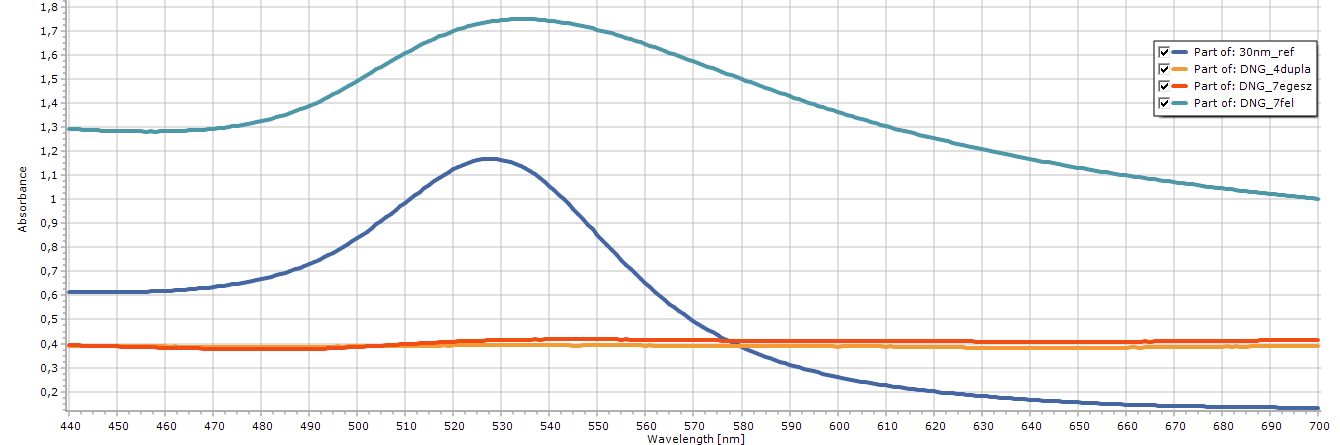 1,8
1,7
1,6
1,5
1,4
1,3
1,2
1,1
1
0,9
0,8
0,7
0,6
0,5
0,4
0,3
0,2
Absorbance
Part of: 30nm_ref
Part of: DNG_4dupla
Part of: DNG_7egesz
Part of: DNG_7fel
440 450 460 470 480 490 500 510 520 530 540 550 560 570 580 590 600 610 620 630 640 650 660 670 680 690 700
Wavelength [nm]